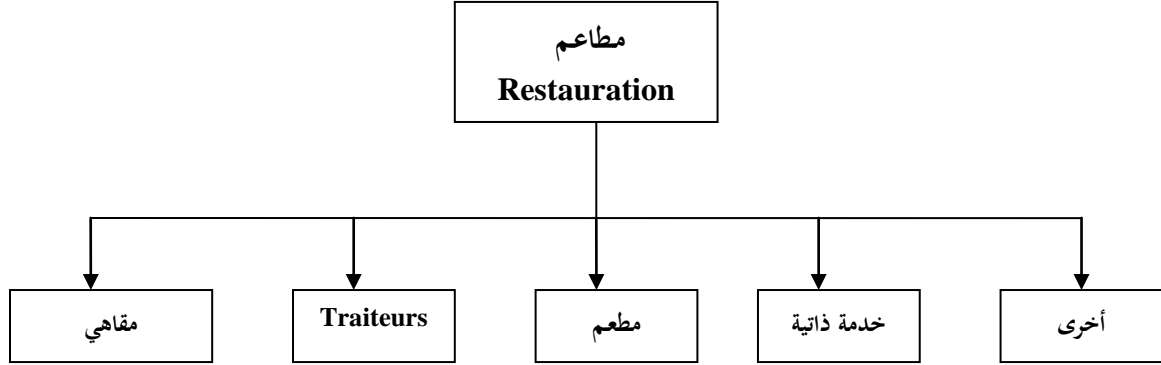 مطاعم
Restauration
أخرى
خدمة ذاتية
مطعم
Traiteurs
مقاهي